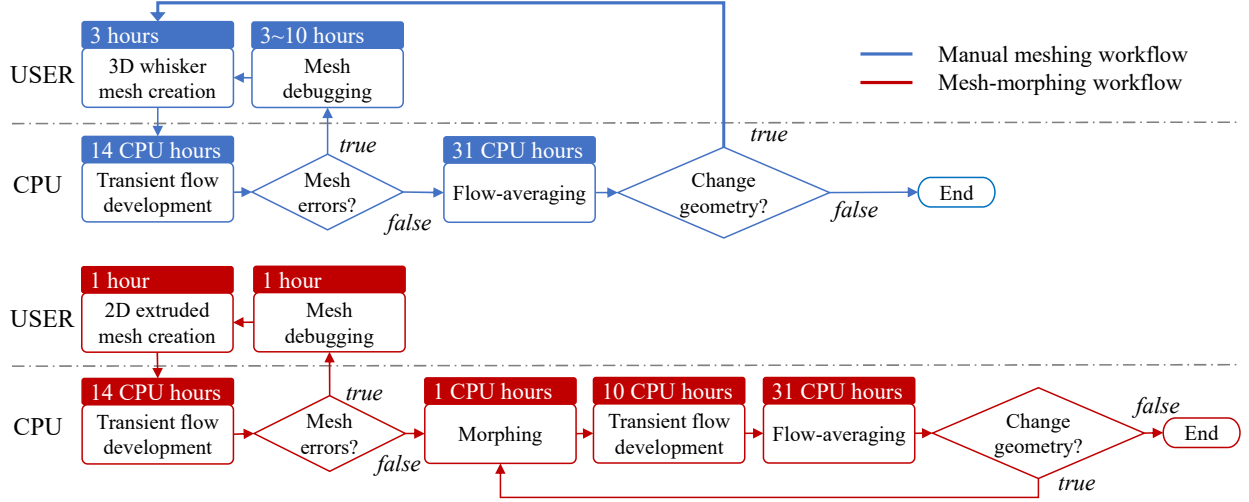 3 hours
3~10 hours
USER
3D whisker
mesh creation
Mesh
debugging
Manual meshing workflow
Mesh-morphing workflow
true
true
14 CPU hours
31 CPU hours
CPU
Transient flow
development
Mesh
errors?
false
Flow-averaging
Change
geometry?
false
End
1 hour
1 hour
USER
2D extruded
mesh creation
Mesh
debugging
true
14 CPU hours
1 CPU hours
10 CPU hours
31 CPU hours
CPU
Transient flow
development
Mesh
errors?
false
Morphing
Transient flow
development
Flow-averaging
Change
geometry?
false
End
true